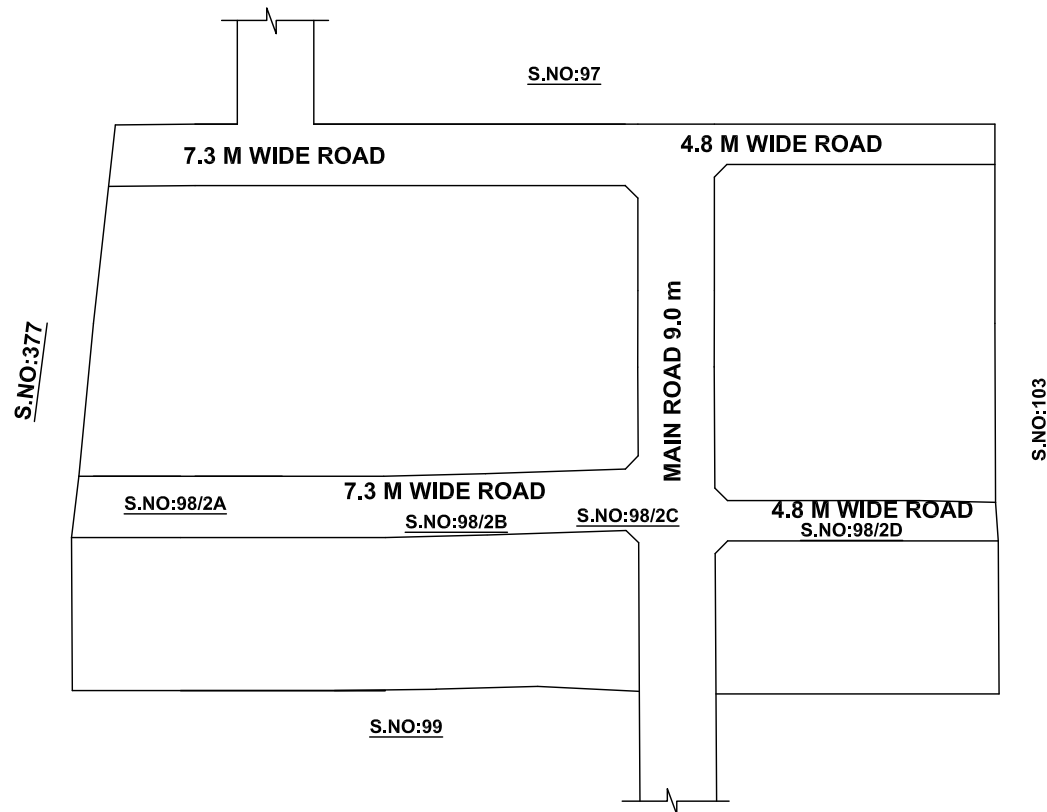 S.NO:97
7.3 M WIDE ROAD
4.8 M WIDE ROAD
S.NO:377
MAIN ROAD 9.0 m
S.NO:103
7.3 M WIDE ROAD
S.NO:98/2A
S.NO:98/2B
S.NO:98/2C
4.8 M WIDE ROAD
S.NO:98/2D
S.NO:99